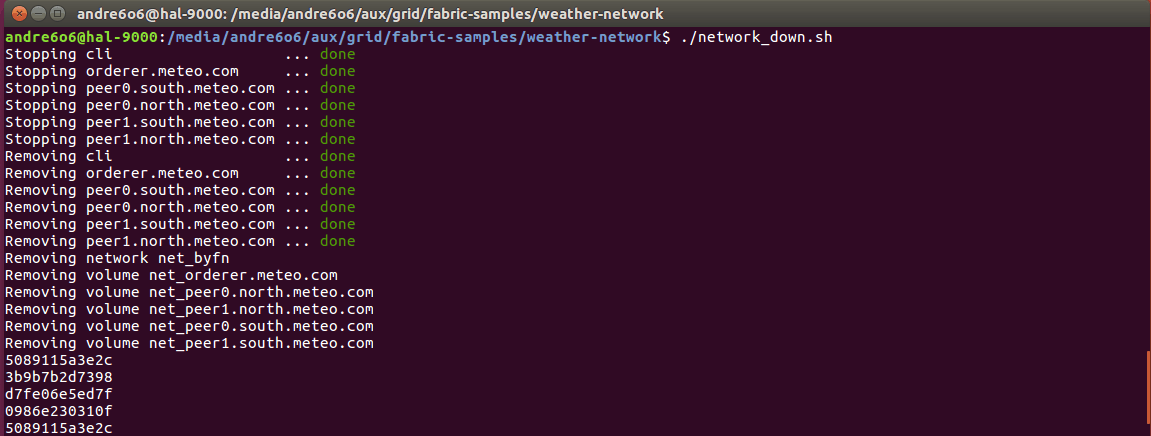 andre6o6@hal-9000: /media/andre6o6/aux/grid/fabric-samples/weather-network
andre6o6@hal-9000:/media/andre6o6/aux/grid/fabric-samples/weather-network$ ./network_down.sh
Stopping cli                   ... done
Stopping orderer.meteo.com     ... done
Stopping peer0.south.meteo.com ... done
Stopping peer0.north.meteo.com ... done
Stopping peer1.south.meteo.com ... done
Stopping peer1.north.meteo.com ... done
Removing cli                   ... done
Removing orderer.meteo.com     ... done
Removing peer0.south.meteo.com ... done
Removing peer0.north.meteo.com ... done
Removing peer1.south.meteo.com ... done
Removing peer1.north.meteo.com ... done
Removing network net_byfn
Removing volume net_orderer.meteo.com
Removing volume net_peer0.north.meteo.com
Removing volume net_peer1.north.meteo.com
Removing volume net_peer0.south.meteo.com
Removing volume net_peer1.south.meteo.com
5089115a3e2c
3b9b7b2d7398
d7fe06e5ed7f
0986e230310f
5089115a3e2c